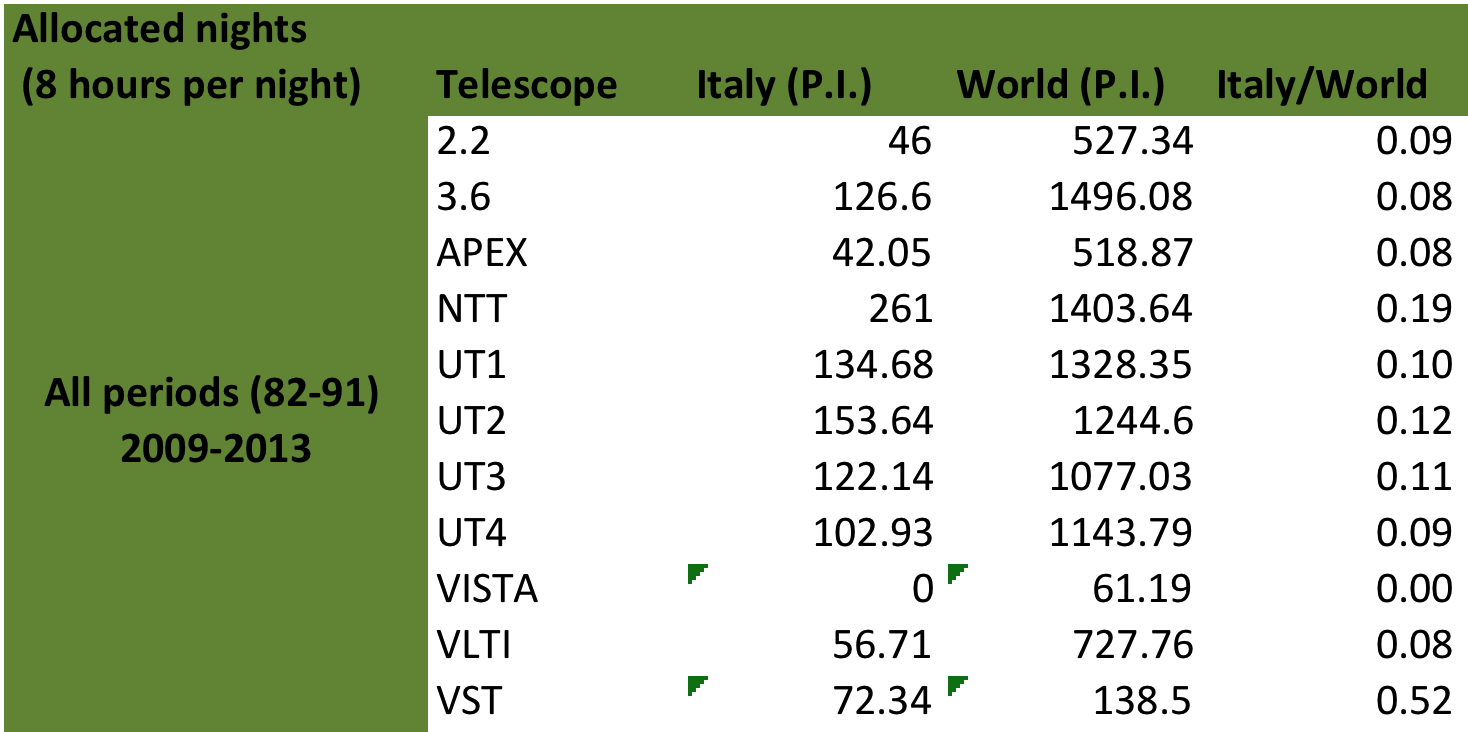 Allocated nights
(8 hours per night) Telescope Italy (P.I.) World (P.I.) Italy/World
2.2 46 527.34 0.09
3.6 126.6 1496.08 0.08
APEX 42.05 518.87 0.08
NTT 261 1403.64 0.19
UT1 134.68 1328.35 0.10
All periods (82-91)
2009-2013
UT2 153.64 1244.6 0.12
UT3 122.14 1077.03 0.11
UT4 102.93 1143.79 0.09
VISTA 0 61.19 0.00
VLTI 56.71 727.76 0.08
VST 72.34 138.5 0.52